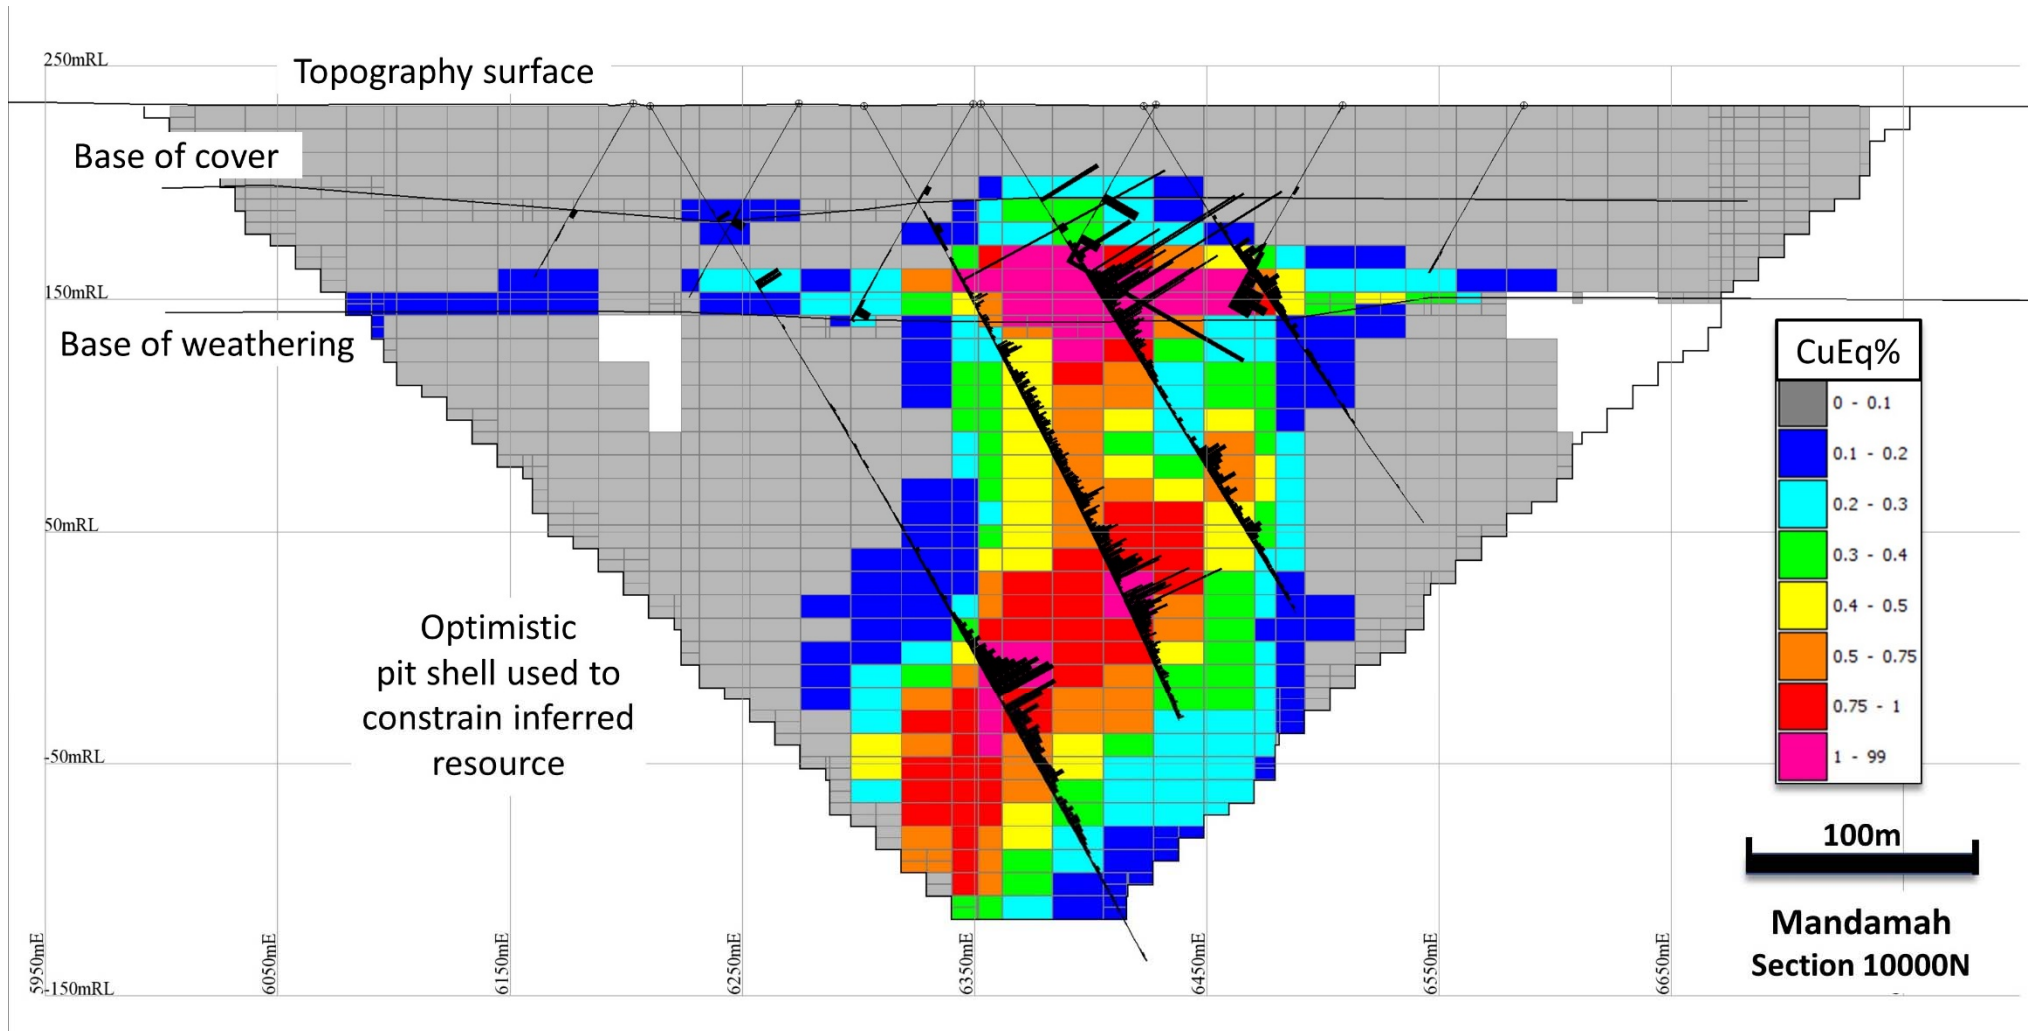 250mRL
Topography surface
Base of cover
150mRL
Base of weathering
CuEq%
0 - 0.1
0.1 - 0.2
0.2 - 0.3
0.3 - 0.4
0.4 - 0.5
0.5 - 0.75
0.75 - 1
1 - 99
50mRL
Optimistic
pit shell used to
constrain inferred
resource
-50mRL
100m
Mandamah
Section 10000N
5950mE
6050mE
6150mE
6250mE
6350mE
6450mE
6550mE
6650mE
-150mRL